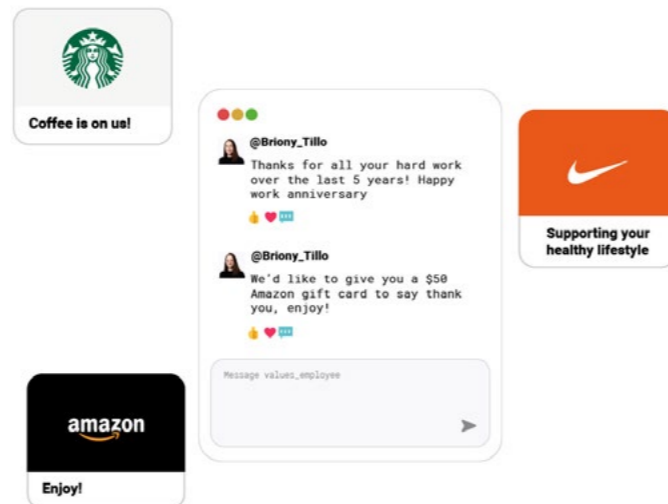 Coffee is on us!
@Briony_Tillo
Thanks for all your hard work
over the last 5 years! Happy
work anniversary
Supporting your
healthy lifestyle
@Briony_Tillo
We'd like to give you a $50
Amazon gift card to say thank
you, enjoy!
Message values_employee
amazon
Enjoy!